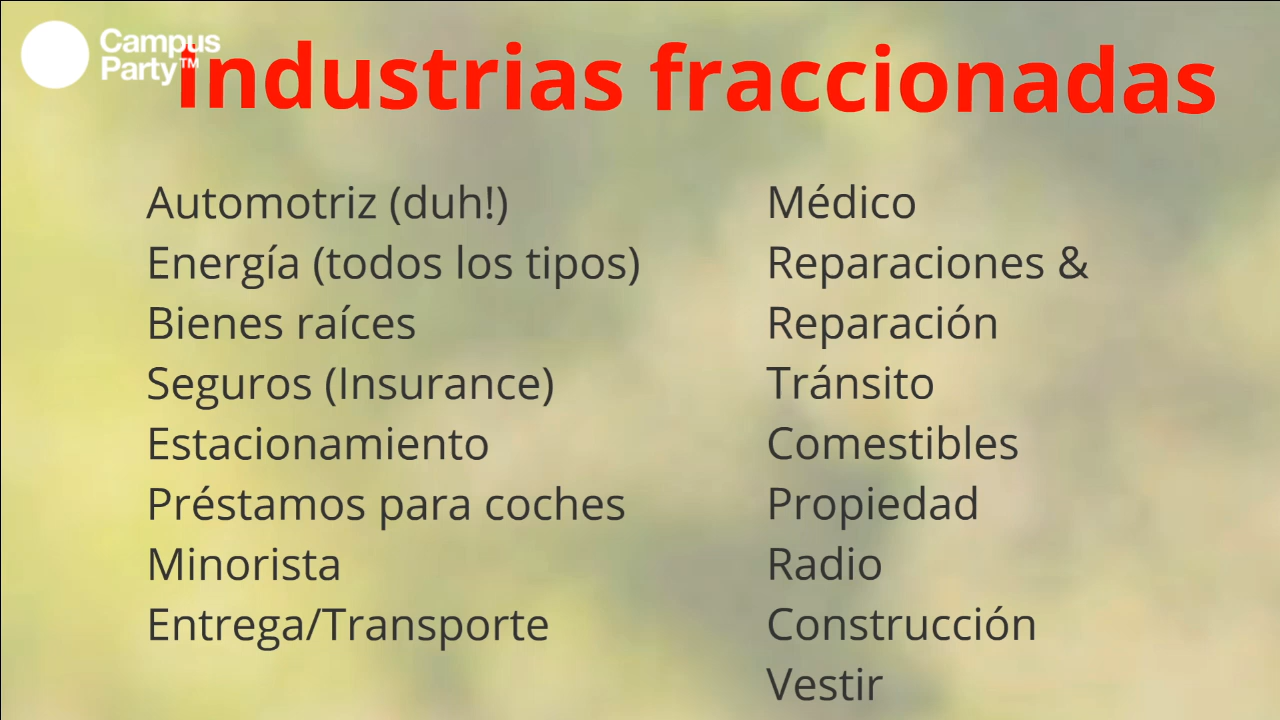 Campus
Party™
Industrias fraccionadas
Automotriz (duh!)
Energía (todos los tipos)
Bienes raíces
Seguros (Insurance)
Estacionamiento
Préstamos para coches
Minorista
Entrega/Transporte
Médico
Reparaciones &
Reparación
Tránsito
Comestibles
Propiedad
Radio
Construcción
Vestir